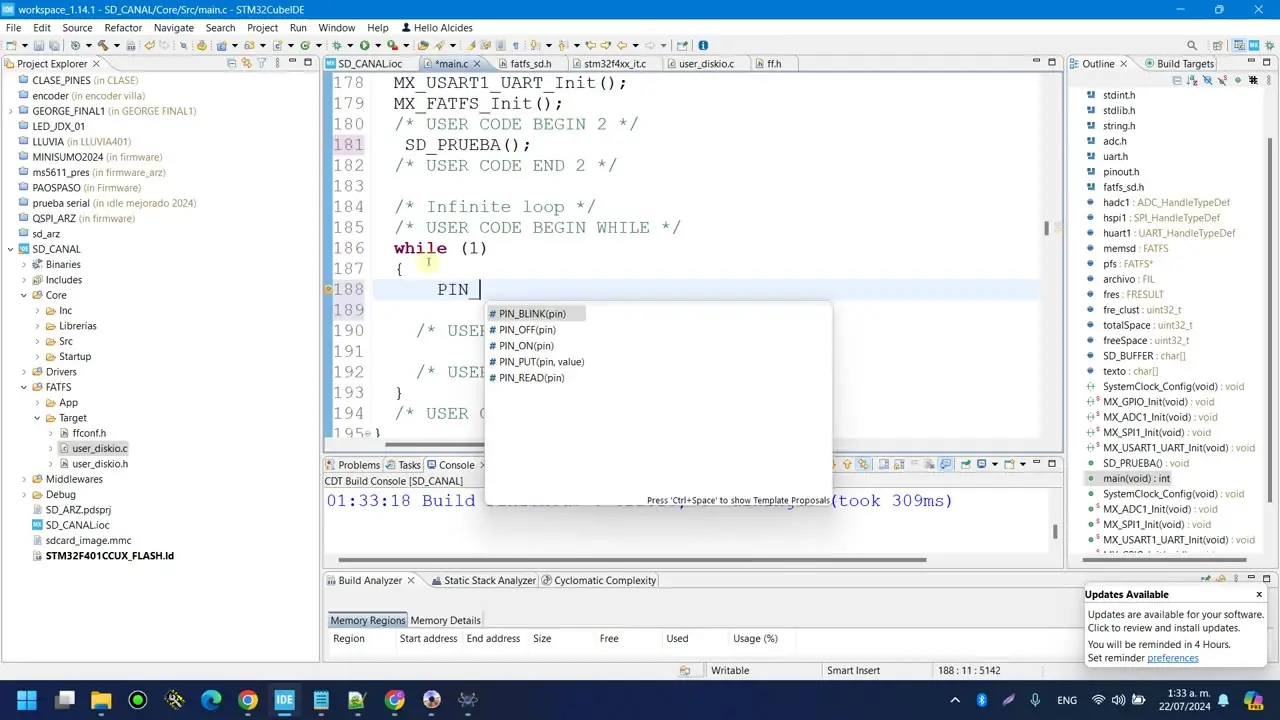 workspace_1.14.1 - SD_CANAL/Core/Src/main.c - STM32CubeIDE
File Edit Source Refactor Navigate Search Project Run Window Help Hello Alcides
Project Explorer
CLASE_PINES (in CLASE)
encoder (in encoder villa)
GEORGE_FINAL1 (in GEORGE FINAL1)
LED_JDX_01
LLUVIA (in LLUVIA401)
MINISUMO2024 (in firmware)
ms5611_pres (in firmware_arz)
PAOSPASO (in Firmware)
prueba serial (in idle mejorado 2024)
QSPI_ARZ (in firmware)
sd_arz
SD_CANAL
Binaries
Includes
Core
Inc
Librerias
Src
Startup
Drivers
FATFS
App
Target
ffconf.h
user_diskio.c
user_diskio.h
Middlewares
Debug
SD_ARZ.pdsprj
SD_CANAL.ioc
sdcard_image.mmc
STM32F401CCUX_FLASH.ld
SD_CANAL.ioc *main.c fatfs_sd.h stm32f4xx_it.c user_diskio.c ff.h
178 MX_USART1_UART_Init();
179 MX_FATFS_Init();
180 /* USER CODE BEGIN 2 */
181 SD_PRUEBA();
182 /* USER CODE END 2 */
183
184 /* Infinite loop */
185 /* USER CODE BEGIN WHILE */
186 while (1)
187 {
188 PIN_
189
190 /* USE
191
192 /* USE
193 }
194 /* USER C
195 }
# PIN_BLINK(pin)
# PIN_OFF(pin)
# PIN_ON(pin)
# PIN_PUT(pin, value)
# PIN_READ(pin)
Press 'Ctrl+Space' to show Template Proposals
Problems Tasks Console
CDT Build Console [SD_CANAL]
01:33:18 Build (took 309ms)
Build Analyzer Static Stack Analyzer Cyclomatic Complexity
Memory Regions Memory Details
Region Start address End address Size Free Used Usage (%)
Outline Build Targets
stdint.h
stdlib.h
string.h
adc.h
uart.h
pinout.h
fatfs_sd.h
hadc1 : ADC_HandleTypeDef
hspi1 : SPI_HandleTypeDef
huart1 : UART_HandleTypeDef
memsd : FATFS
pfs : FATFS*
archivo : FIL
fres : FRESULT
fre_clust : uint32_t
totalSpace : uint32_t
freeSpace : uint32_t
SD_BUFFER : char[]
texto : char[]
SystemClock_Config(void) : void
MX_GPIO_Init(void) : void
MX_ADC1_Init(void) : void
MX_SPI1_Init(void) : void
MX_USART1_UART_Init(void) : void
SD_PRUEBA() : void
main(void) : int
SystemClock_Config(void) : void
MX_ADC1_Init(void) : void
MX_SPI1_Init(void) : void
MX_USART1_UART_Init(void) : void
Updates Available
Updates are available for your software.
Click to review and install updates.
You will be reminded in 4 Hours.
Set reminder preferences
Writable Smart Insert 188 : 11 : 5142
IDE
ENG
1:33 a. m.
22/07/2024